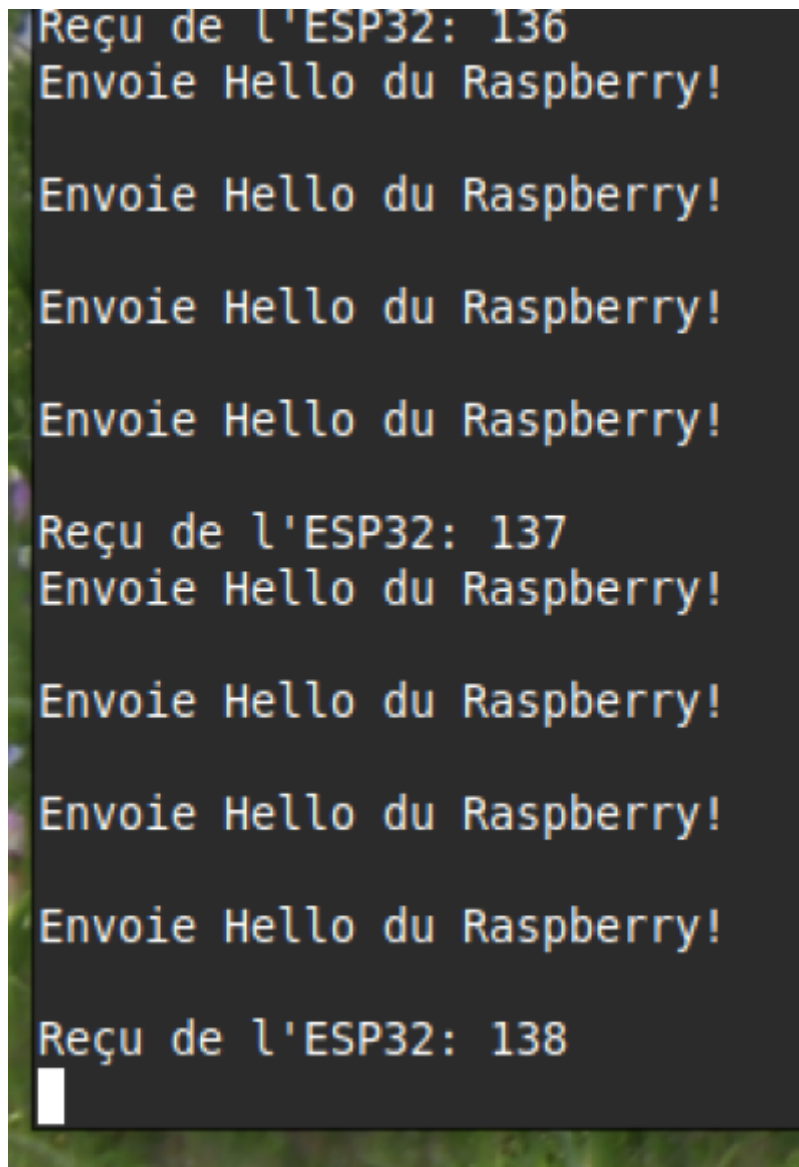 Reçu de l'ESP32: 136
Envoie Hello du Raspberry!
Envoie Hello du Raspberry!
Envoie Hello du Raspberry!
Envoie Hello du Raspberry!
Reçu de l'ESP32: 137
Envoie Hello du Raspberry!
Envoie Hello du Raspberry!
Envoie Hello du Raspberry!
Envoie Hello du Raspberry!
Reçu de l'ESP32: 138